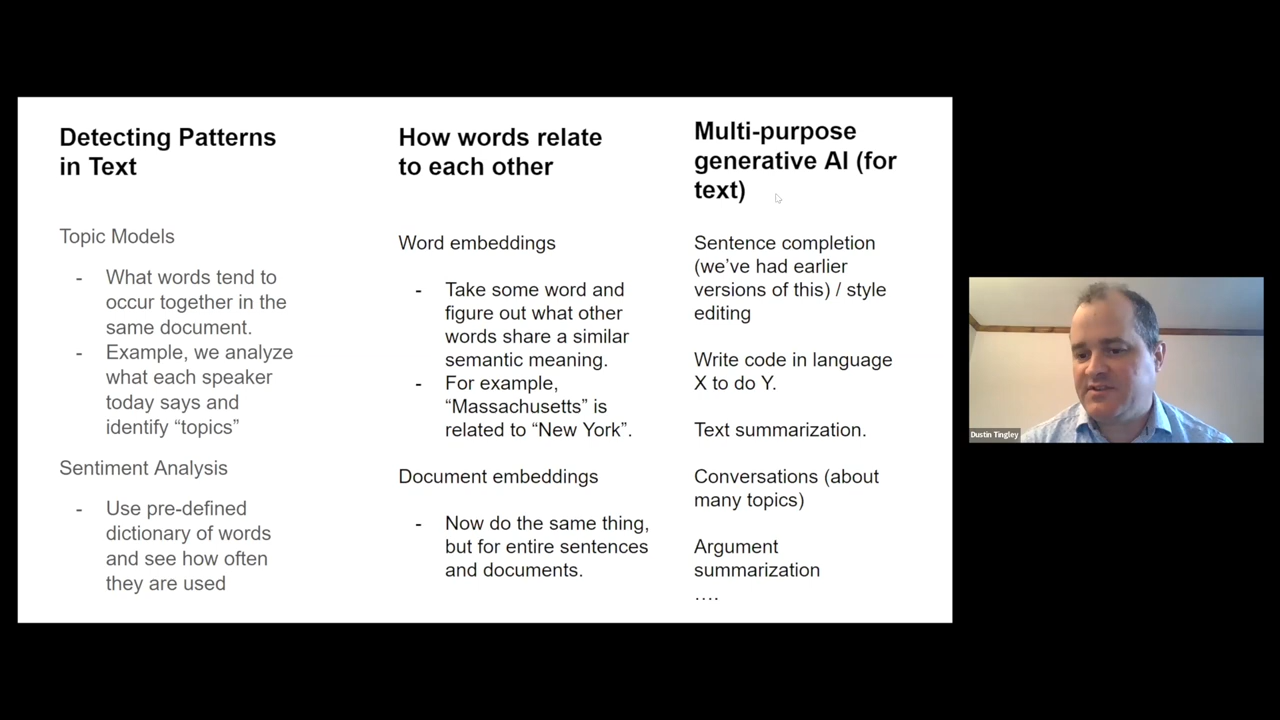 Detecting Patterns
in Text
Topic Models
- What words tend to
occur together in the
same document.
- Example, we analyze
what each speaker
today says and
identify “topics”
Sentiment Analysis
- Use pre-defined
dictionary of words
and see how often
they are used
How words relate
to each other
Word embeddings
- Take some word and
figure out what other
words share a similar
semantic meaning.
- For example,
“Massachusetts” is
related to “New York”.
Document embeddings
- Now do the same thing,
but for entire sentences
and documents.
Multi-purpose
generative AI (for
text)
Sentence completion
(we’ve had earlier
versions of this) / style
editing
Write code in language
X to do Y.
Text summarization.
Conversations (about
many topics)
Argument
summarization
….
Dustin Tingley